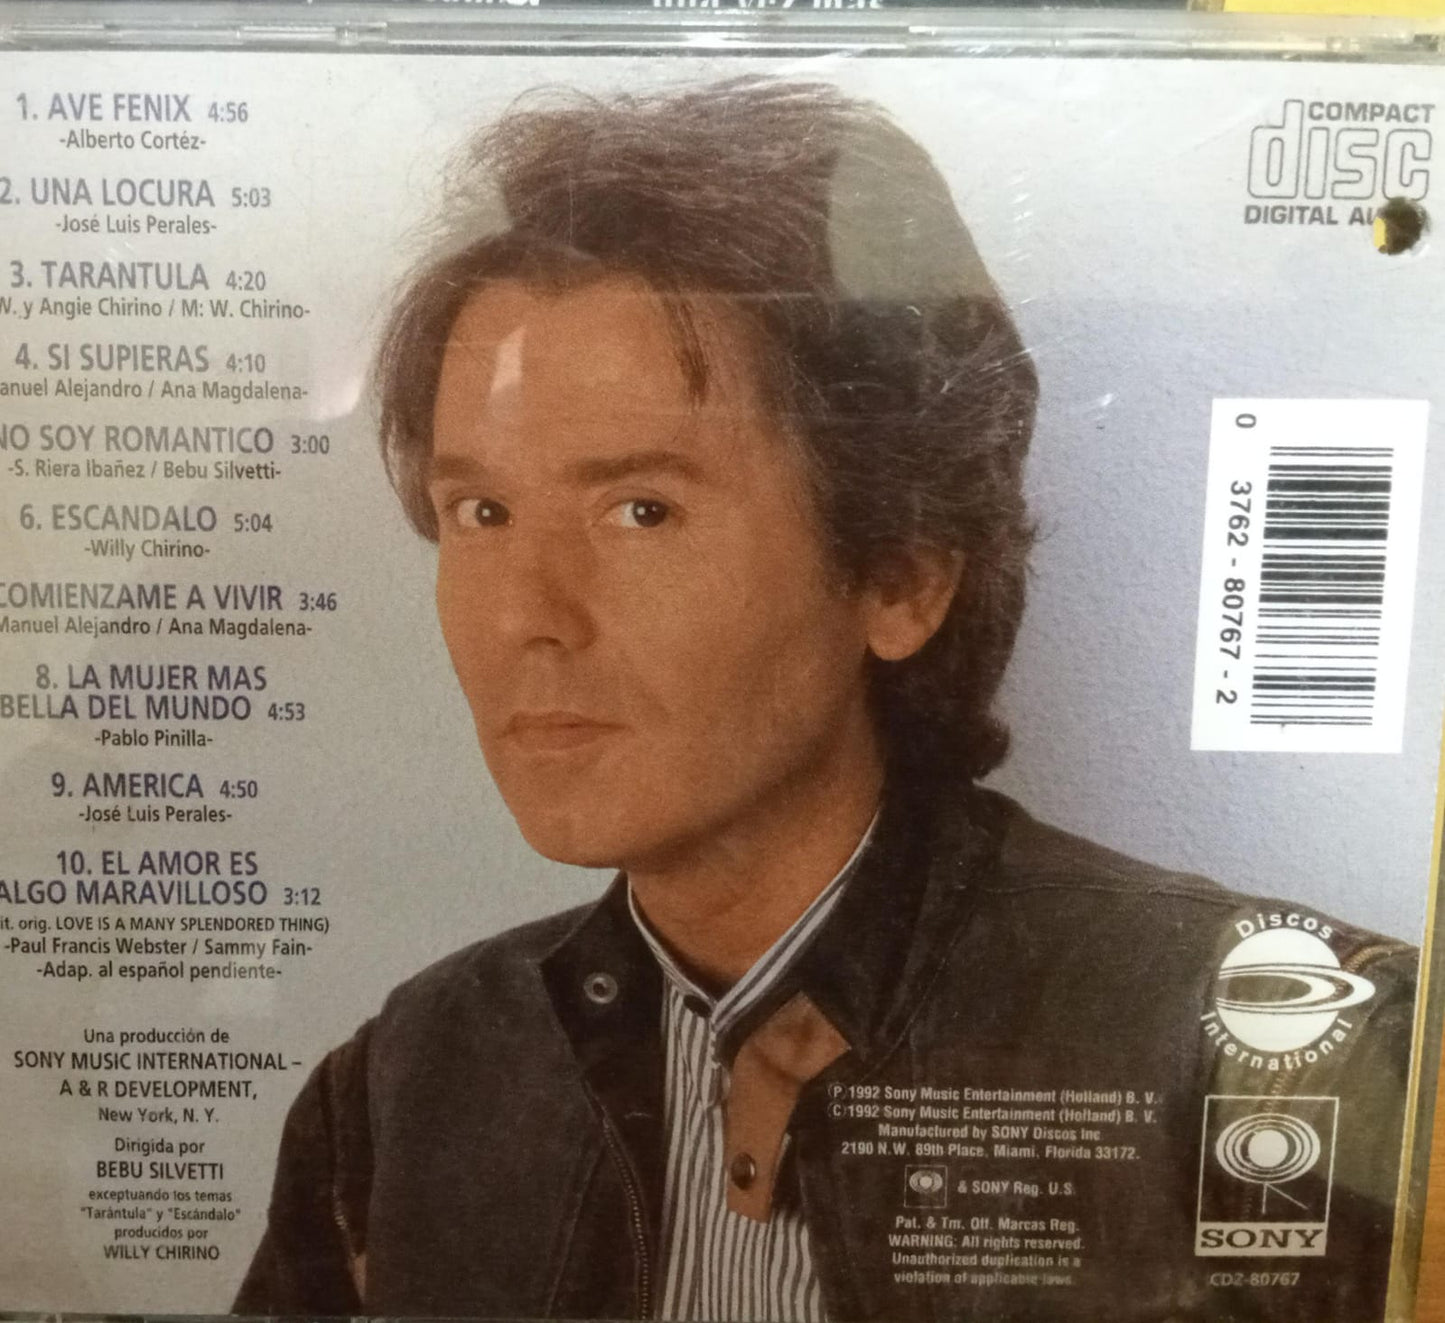 una vez más
1. AVE FENIX 4:56
-Alberto Cortéz-
2. UNA LOCURA 5:03
-José Luis Perales-
3. TARANTULA 4:20
W. y Angie Chirino / M: W. Chirino-
4. SI SUPIERAS 4:10
anuel Alejandro / Ana Magdalena-
NO SOY ROMANTICO 3:00
-S. Riera Ibañez / Bebu Silvetti-
6. ESCANDALO 5:04
-Willy Chirino-
COMIENZAME A VIVIR 3:46
Manuel Alejandro / Ana Magdalena-
8. LA MUJER MAS
BELLA DEL MUNDO 4:53
-Pablo Pinilla-
9. AMERICA 4:50
-José Luis Perales-
10. EL AMOR ES
ALGO MARAVILLOSO 3:12
it. orig. LOVE IS A MANY SPLENDORED THING)
-Paul Francis Webster / Sammy Fain-
-Adap. al español pendiente-
Una producción de
SONY MUSIC INTERNATIONAL –
A & R DEVELOPMENT,
New York, N. Y.
Dirigida por
BEBU SILVETTI
exceptuando los temas
"Tarántula" y "Escándalo"
producidos por
WILLY CHIRINO
COMPACT
disc
DIGITAL AU
0 3762 - 80767 - 2
Discos
International
(P) 1992 Sony Music Entertainment (Holland) B. V.
(C) 1992 Sony Music Entertainment (Holland) B. V.
Manufactured by SONY Discos Inc
2190 N.W. 89th Place, Miami, Florida 33172.
& SONY Reg. U.S.
Pat. & Tm. Off. Marcas Reg.
WARNING: All rights reserved.
Unauthorized duplication is a
violation of applicable laws.
SONY
CDZ-80767